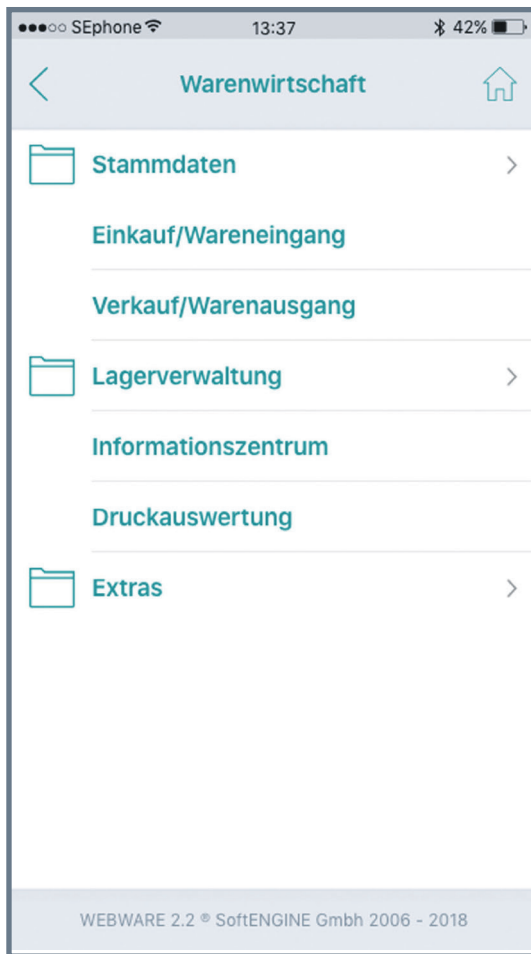 SEphone 13:37 42%
Warenwirtschaft
Stammdaten
Einkauf/Wareneingang
Verkauf/Warenausgang
Lagerverwaltung
Informationszentrum
Druckauswertung
Extras
WEBWARE 2.2 ® SoftENGINE Gmbh 2006 - 2018